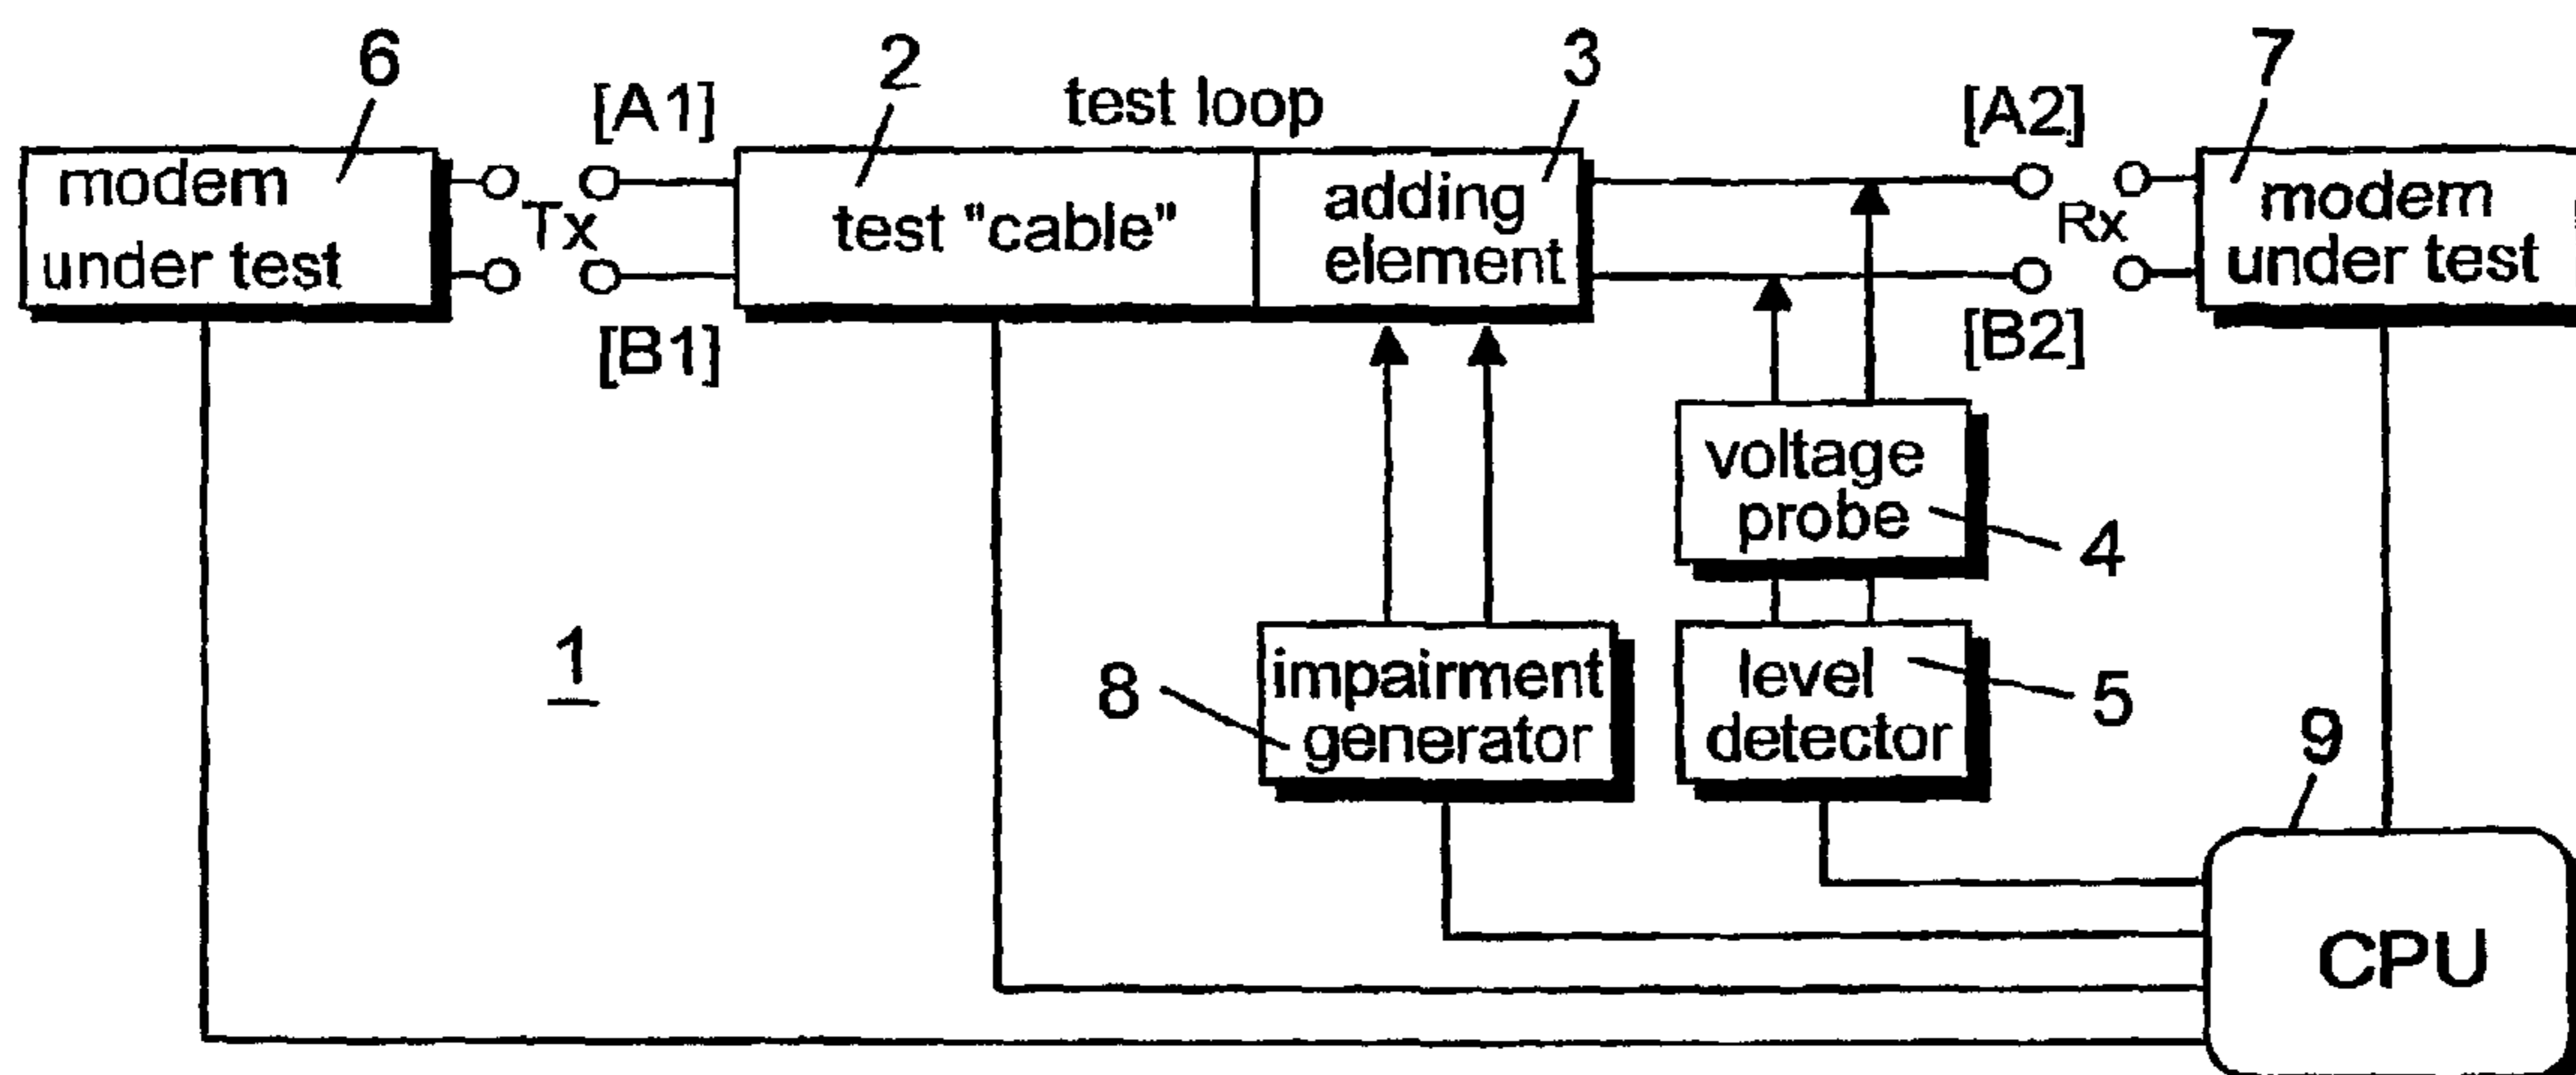 6
2
test loop
3
7
[A1]
[A2]
modem
under test
Tx
test "cable"
adding
element
Rx
modem
under test
[B1]
[B2]
voltage
probe
4
1
8
impairment
generator
level
detector
5
9
CPU